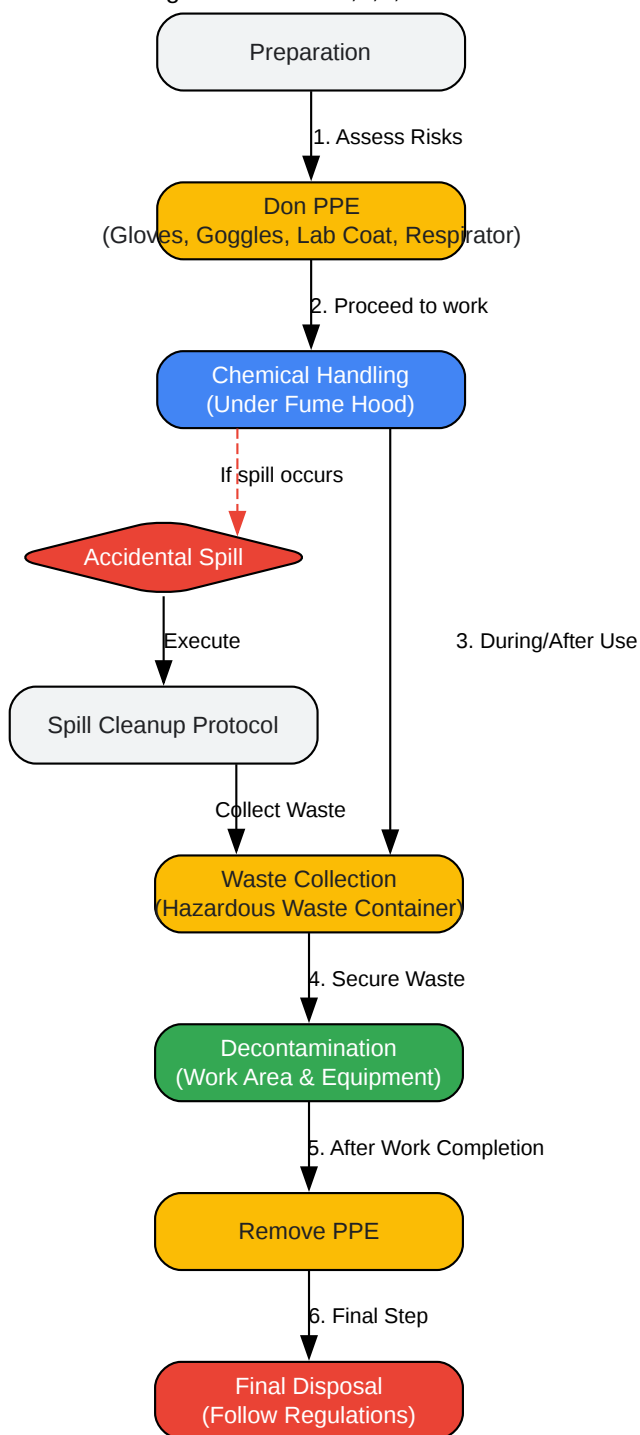 Preparation
1. Assess Risks
Don PPE
(Gloves, Goggles, Lab Coat, Respirator)
2. Proceed to work
Chemical Handling
(Under Fume Hood)
If spill occurs
Accidental Spill
Execute
3. During/After Use
Spill Cleanup Protocol
Collect Waste
Waste Collection
(Hazardous Waste Container)
4. Secure Waste
Decontamination
(Work Area & Equipment)
5. After Work Completion
Remove PPE
6. Final Step
Final Disposal
(Follow Regulations)